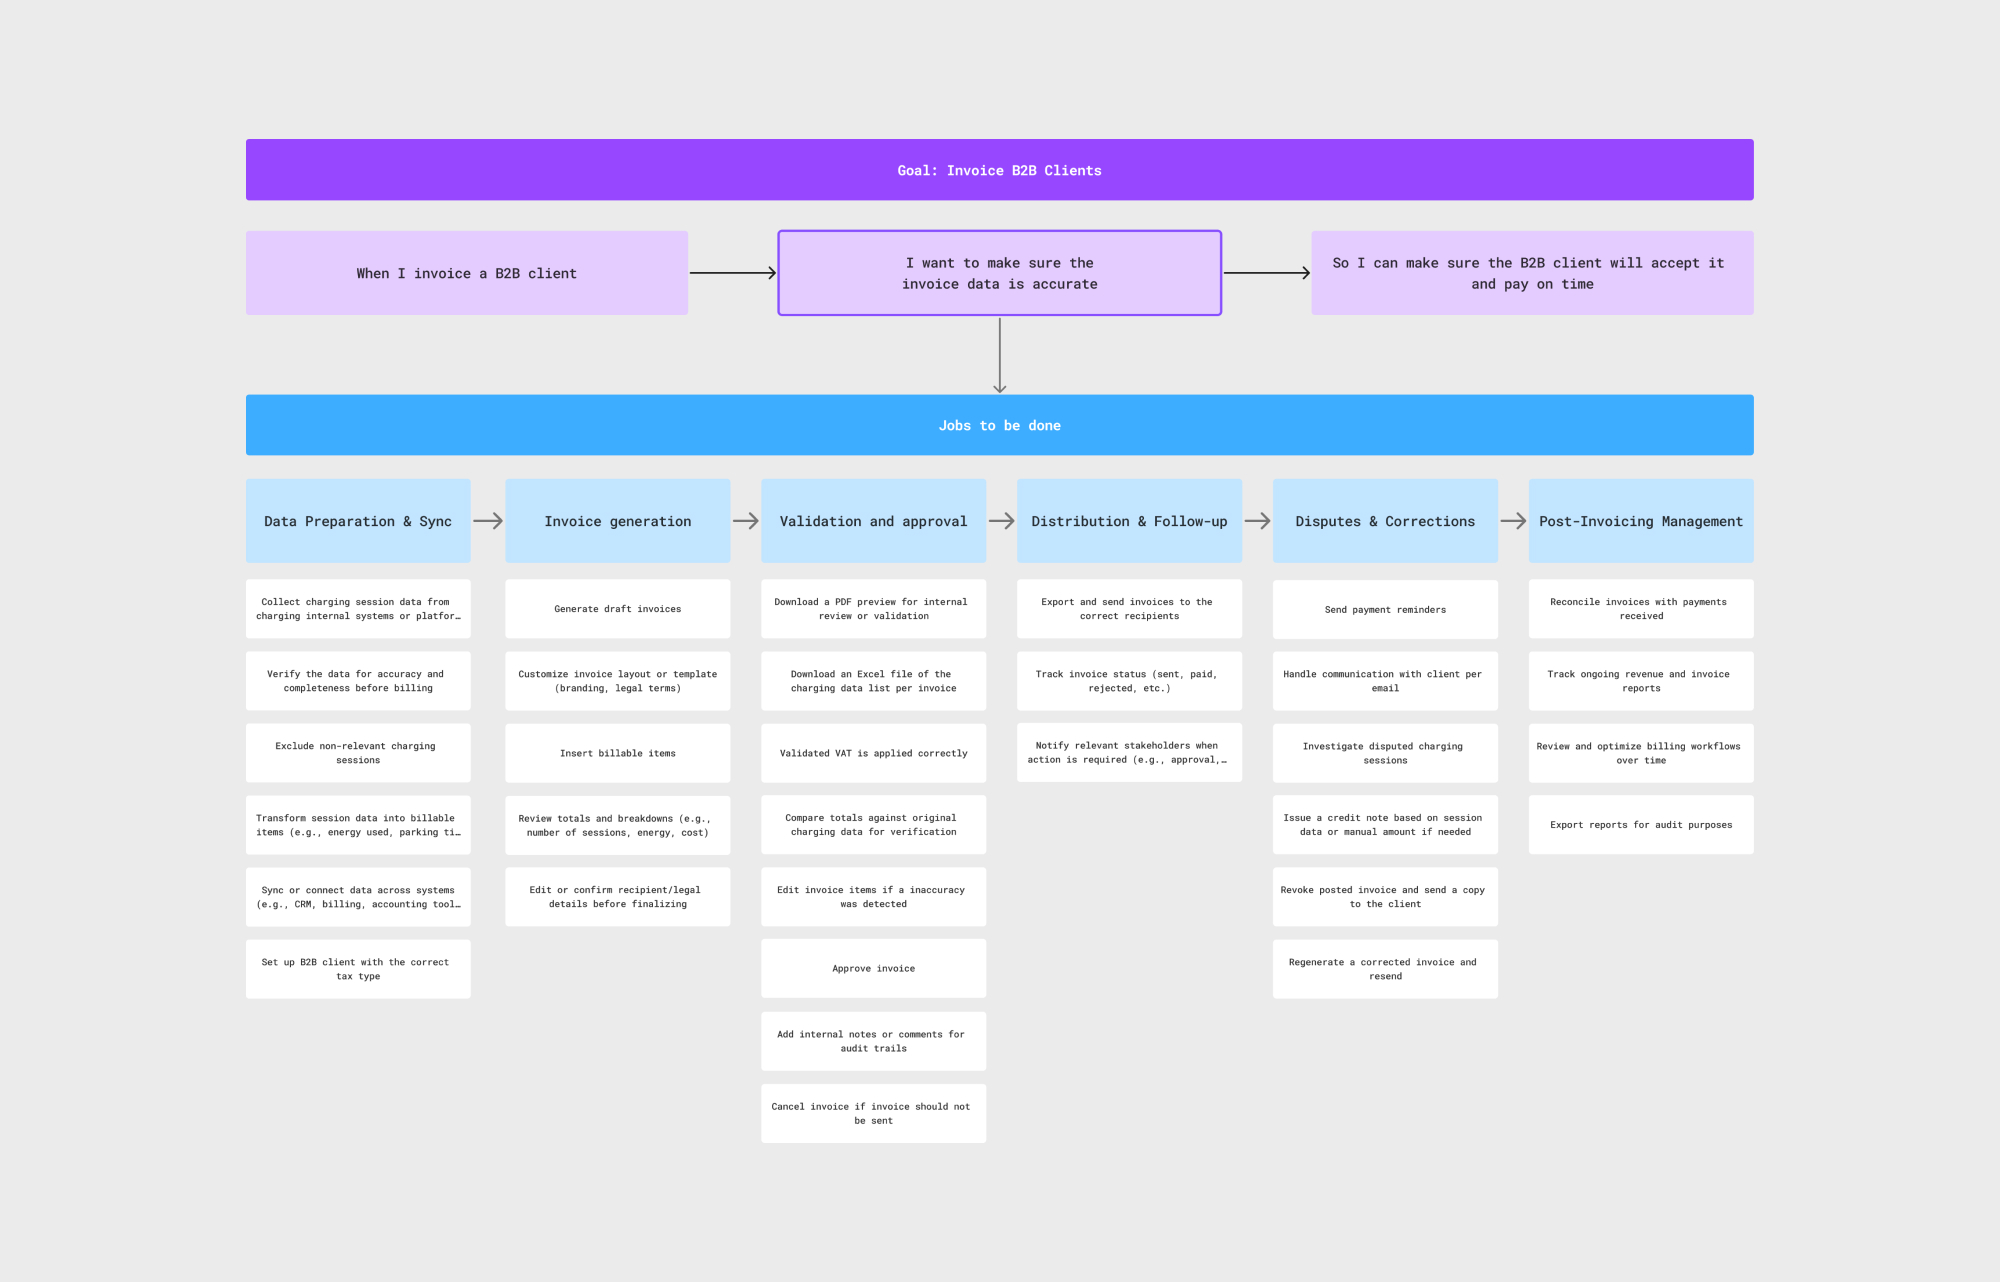 Goal: Invoice B2B Clients
When I invoice a B2B client
I want to make sure the
invoice data is accurate
So I can make sure the B2B client will accept it
and pay on time
Jobs to be done
Data Preparation & Sync
Invoice generation
Validation and approval
Distribution & Follow-up
Disputes & Corrections
Post-Invoicing Management
Collect charging session data from
charging internal systems or platfor…
Verify the data for accuracy and
completeness before billing
Exclude non-relevant charging
sessions
Transform session data into billable
items (e.g., energy used, parking ti…
Sync or connect data across systems
(e.g., CRM, billing, accounting tool…
Set up B2B client with the correct
tax type
Generate draft invoices
Customize invoice layout or template
(branding, legal terms)
Insert billable items
Review totals and breakdowns (e.g.,
number of sessions, energy, cost)
Edit or confirm recipient/legal
details before finalizing
Download a PDF preview for internal
review or validation
Download an Excel file of the
charging data list per invoice
Validated VAT is applied correctly
Compare totals against original
charging data for verification
Edit invoice items if a inaccuracy
was detected
Approve invoice
Add internal notes or comments for
audit trails
Cancel invoice if invoice should not
be sent
Export and send invoices to the
correct recipients
Track invoice status (sent, paid,
rejected, etc.)
Notify relevant stakeholders when
action is required (e.g., approval,…
Send payment reminders
Handle communication with client per
email
Investigate disputed charging
sessions
Issue a credit note based on session
data or manual amount if needed
Revoke posted invoice and send a copy
to the client
Regenerate a corrected invoice and
resend
Reconcile invoices with payments
received
Track ongoing revenue and invoice
reports
Review and optimize billing workflows
over time
Export reports for audit purposes